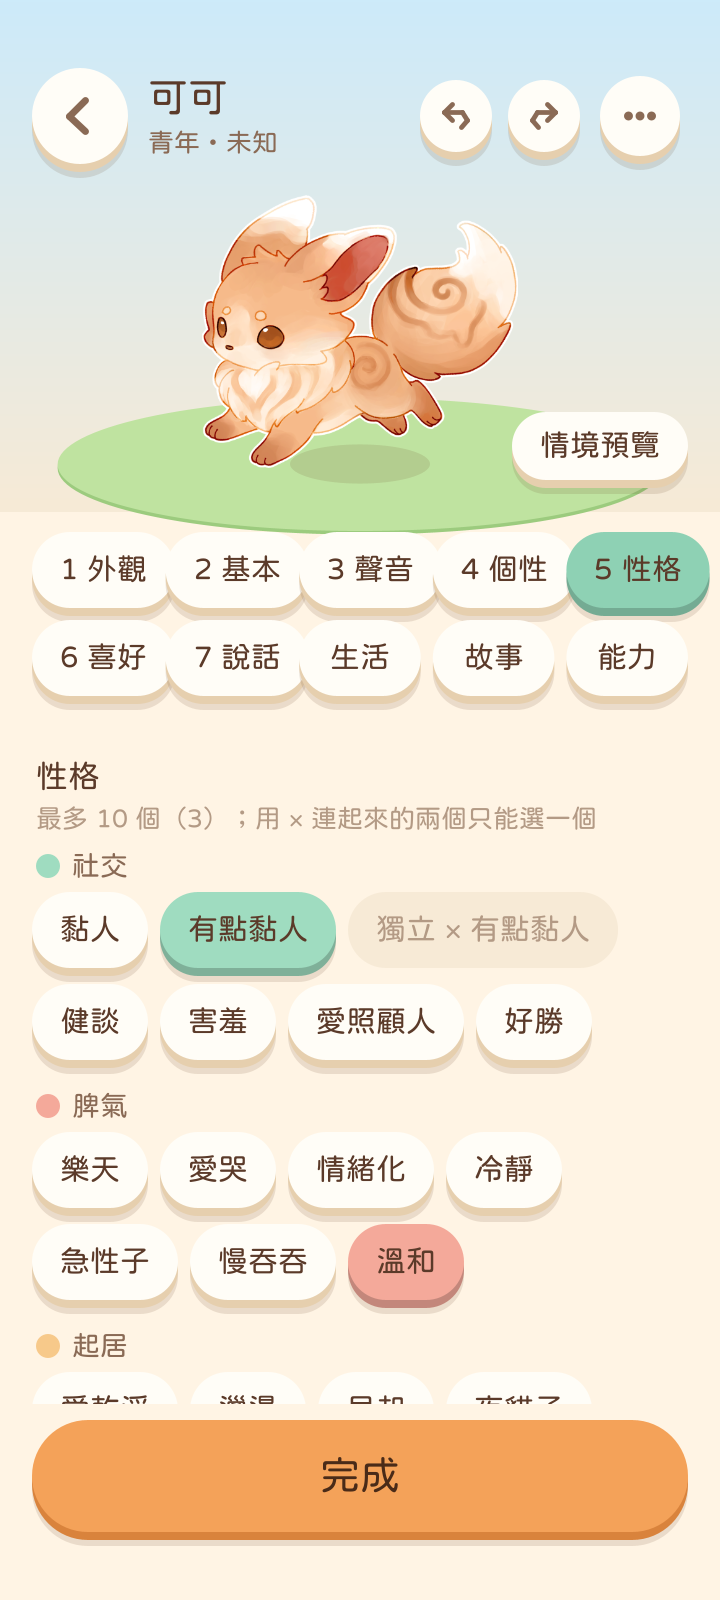 可可
青年・未知
情境預覽
1 外觀 2 基本 3 聲音 4 個性 5 性格
6 喜好 7 說話 生活 故事 能力
性格
最多 10 個（3）；用 × 連起來的兩個只能選一個
社交
黏人 有點黏人 獨立 × 有點黏人
健談 害羞 愛照顧人 好勝
脾氣
樂天 愛哭 情緒化 冷靜
急性子 慢吞吞 溫和
起居
完成